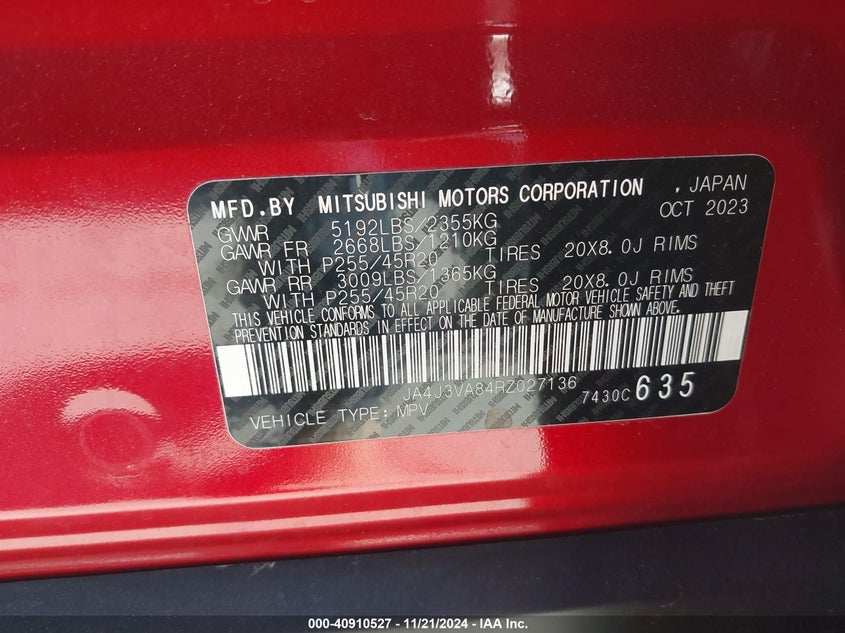 MFD.BY MITSUBISHI MOTORS CORPORATION , JAPAN
OCT 2023
GVWR 5192LBS/2355KG
GAWR FR 2668LBS/1210KG
WITH P255/45R20 TIRES 20X8.0J RIMS
GAWR RR 3009LBS/1365KG
WITH P255/45R20 TIRES 20X8.0J RIMS
THIS VEHICLE CONFORMS TO ALL APPLICABLE FEDERAL MOTOR VEHICLE SAFETY AND THEFT
PREVENTION STANDARDS IN EFFECT ON THE DATE OF MANUFACTURE SHOWN ABOVE.
JA4J3VA84RZ027136
7430C 635
VEHICLE TYPE: MPV
000-40910527 - 11/21/2024 - IAA Inc.